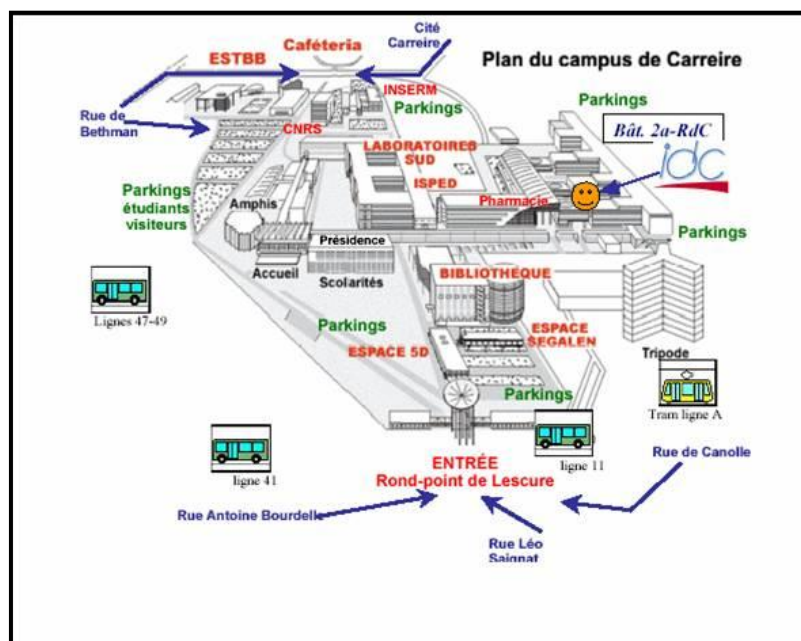 Cité
Carreire
Caféteria
ESTBB
Plan du campus de Carreire
INSERM
Parkings
Parkings
Rue de
Bethman
CNRS
Bât. 2a-RdC
idc
LABORATOIRES
SUD
ISPED
Pharmacie
Parkings
étudiants
visiteurs
Amphis
Présidence
Parkings
Accueil
Scolarités
BIBLIOTHEQUE
Lignes 47-49
Parkings
ESPACE
SEGALEN
ESPACE 5D
Tripode
Parkings
Tram ligne A
ligne 41
ligne 11
ENTRÉE
Rond-point de Lescure
Rue de Canolle
Rue Antoine Bourdelle
Rue Léo
Saignat